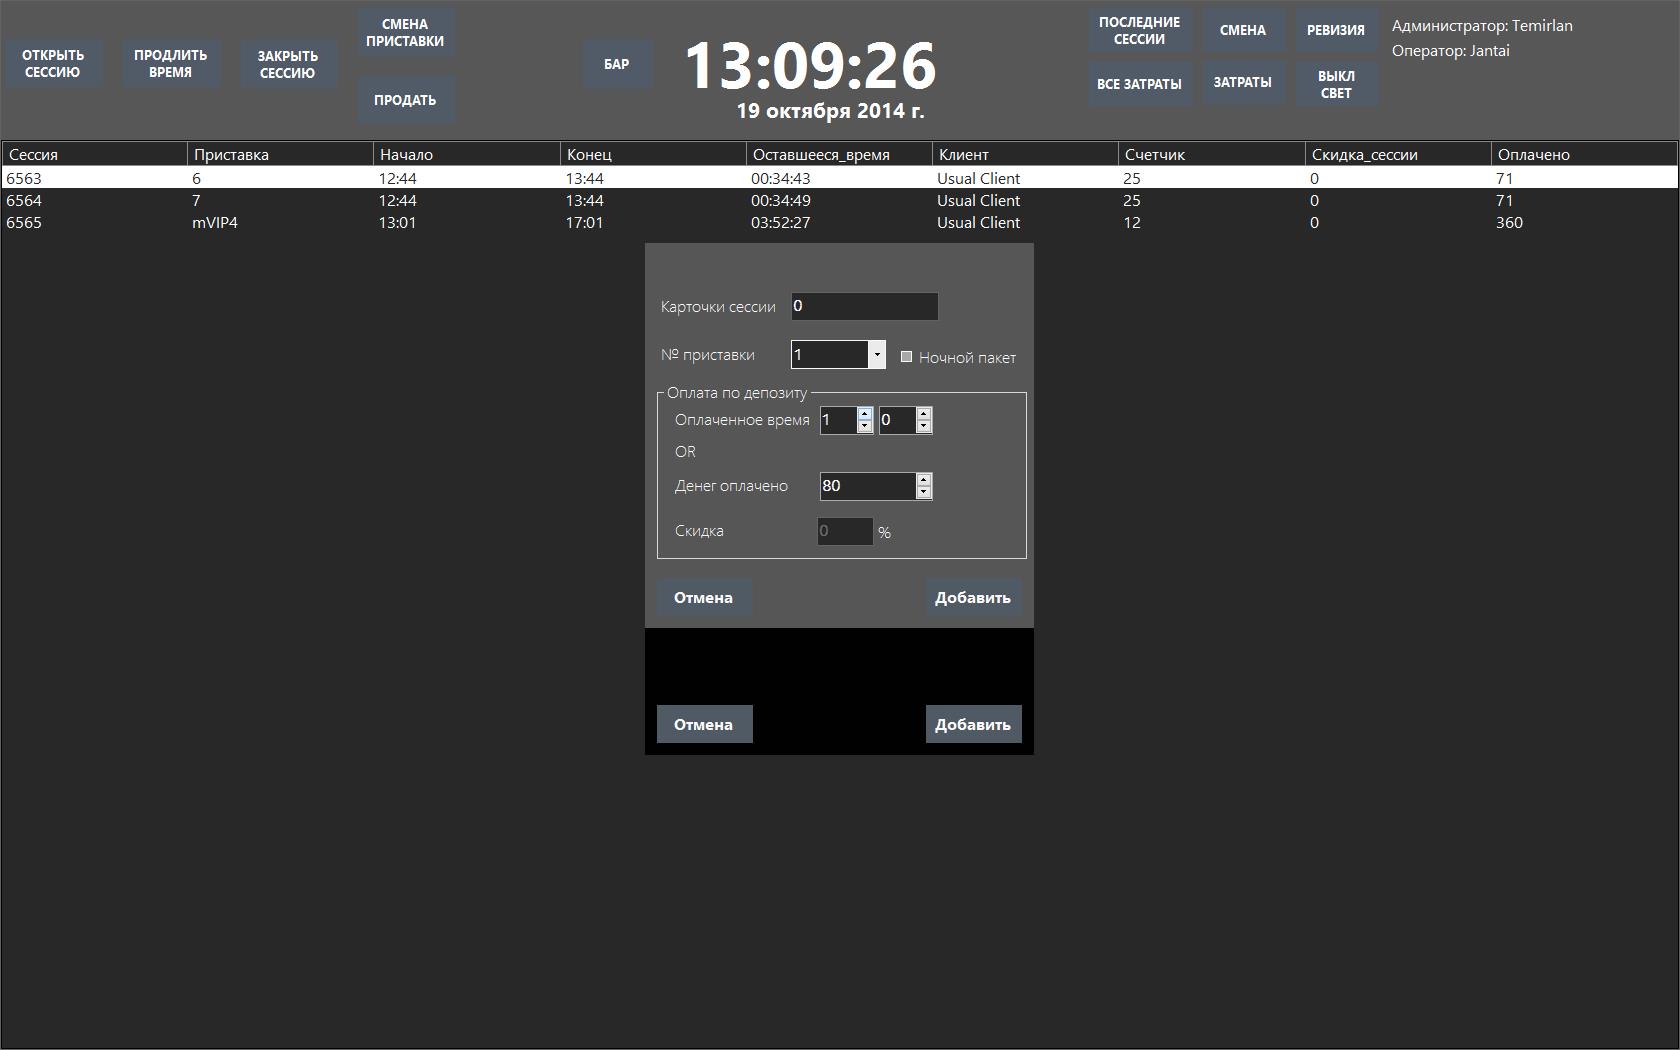 ОТКРЫТЬ СЕССИЮ
ПРОДЛИТЬ ВРЕМЯ
ЗАКРЫТЬ СЕССИЮ
СМЕНА ПРИСТАВКИ
ПРОДАТЬ
БАР
13:09:26
19 октября 2014 г.
ПОСЛЕДНИЕ СЕССИИ
СМЕНА
РЕВИЗИЯ
ВСЕ ЗАТРАТЫ
ЗАТРАТЫ
ВЫКЛ СВЕТ
Администратор: Temirlan
Оператор: Jantai
Сессия Приставка Начало Конец Оставшееся_время Клиент Счетчик Скидка_сессии Оплачено
6563 6 12:44 13:44 00:34:43 Usual Client 25 0 71
6564 7 12:44 13:44 00:34:49 Usual Client 25 0 71
6565 mVIP4 13:01 17:01 03:52:27 Usual Client 12 0 360
Карточки сессии 0
№ приставки 1 Ночной пакет
Оплата по депозиту
Оплаченное время 1 0
OR
Денег оплачено 80
Скидка 0 %
Отмена Добавить
Отмена Добавить